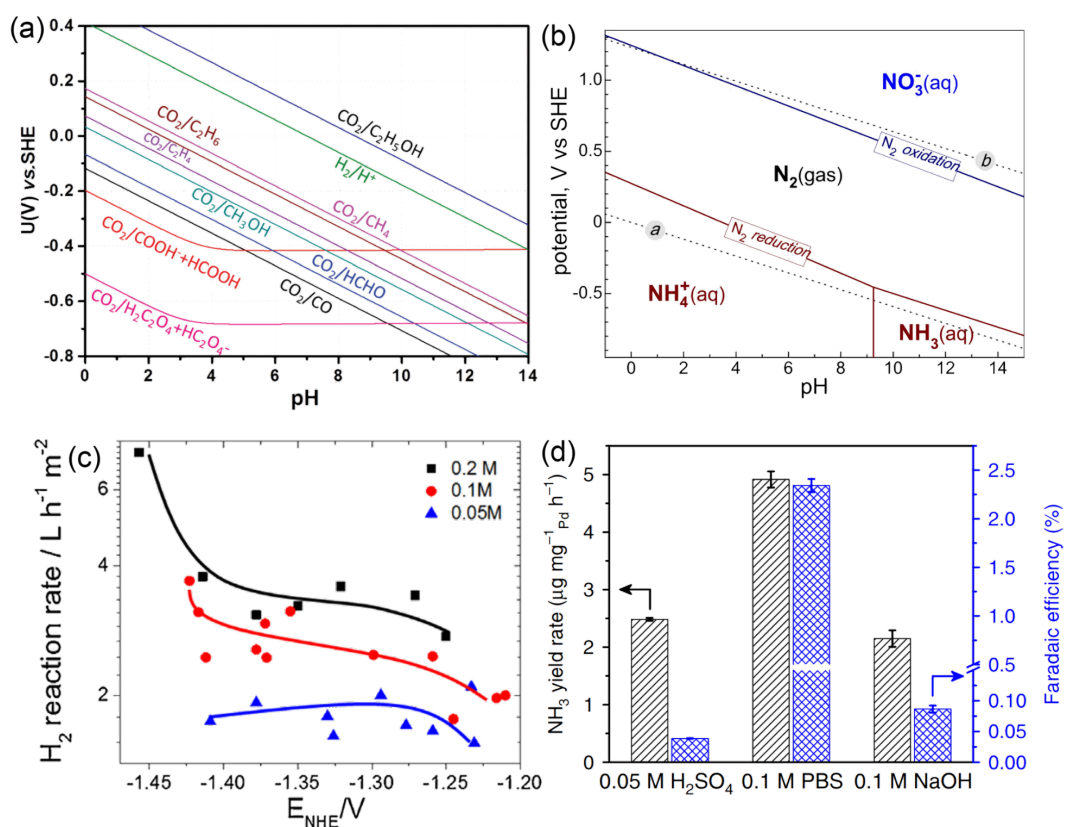 (a)
0.4
0.2
0.0
-0.2
-0.4
-0.6
-0.8
U(V) vs.SHE
CO2/C2H5OH
H2/H+
CO2/C2H6
CO2/C2H4
CO2/CH4
CO2/CH3OH
CO2/HCHO
CO2/COOH-+HCOOH
CO2/CO
CO2/H2C2O4+HC2O4-
0 2 4 6 8 10 12 14
pH
(b)
1.0
0.5
0
-0.5
potential, V vs SHE
NO3-(aq)
b
N2 oxidation
N2(gas)
a
N2 reduction
NH4+(aq)
NH3(aq)
0 2 4 6 8 10 12 14
pH
(c)
6
4
2
H2 reaction rate / L h-1 m-2
0.2 M
0.1M
0.05M
-1.45 -1.40 -1.35 -1.30 -1.25 -1.20
ENHE/V
(d)
5
4
3
2
1
0
NH3 yield rate (µg mg-1Pd h-1)
2.5
2.0
1.5
1.0
0.5
0.10
0.05
0.00
Faradaic efficiency (%)
0.05 M H2SO4 0.1 M PBS 0.1 M NaOH